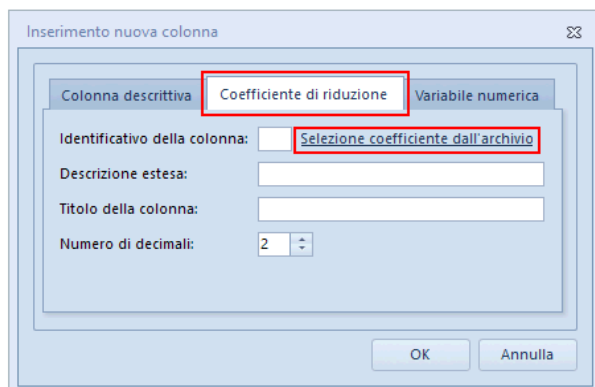 Inserimento nuova colonna
Colonna descrittiva Coefficiente di riduzione Variabile numerica
Identificativo della colonna: Selezione coefficiente dall'archivio
Descrizione estesa:
Titolo della colonna:
Numero di decimali: 2
OK Annulla